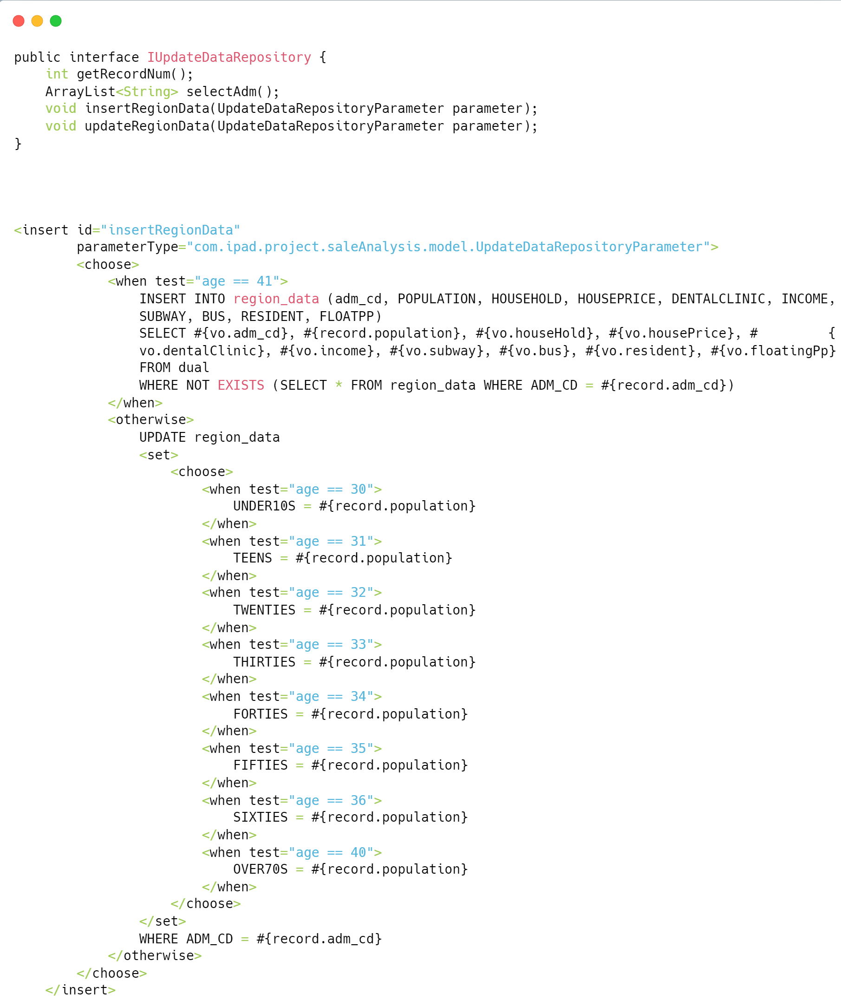 public interface IUpdateDataRepository {
    int getRecordNum();
    ArrayList<String> selectAdm();
    void insertRegionData(UpdateDataRepositoryParameter parameter);
    void updateRegionData(UpdateDataRepositoryParameter parameter);
}
<insert id="insertRegionData"
        parameterType="com.ipad.project.saleAnalysis.model.UpdateDataRepositoryParameter">
        <choose>
            <when test="age == 41">
                INSERT INTO region_data (adm_cd, POPULATION, HOUSEHOLD, HOUSEPRICE, DENTALCLINIC, INCOME,
                SUBWAY, BUS, RESIDENT, FLOATPP)
                SELECT #{vo.adm_cd}, #{record.population}, #{vo.houseHold}, #{vo.housePrice}, #         {
                vo.dentalClinic}, #{vo.income}, #{vo.subway}, #{vo.bus}, #{vo.resident}, #{vo.floatingPp}
                FROM dual
                WHERE NOT EXISTS (SELECT * FROM region_data WHERE ADM_CD = #{record.adm_cd})
            </when>
            <otherwise>
                UPDATE region_data
                <set>
                    <choose>
                        <when test="age == 30">
                            UNDER10S = #{record.population}
                        </when>
                        <when test="age == 31">
                            TEENS = #{record.population}
                        </when>
                        <when test="age == 32">
                            TWENTIES = #{record.population}
                        </when>
                        <when test="age == 33">
                            THIRTIES = #{record.population}
                        </when>
                        <when test="age == 34">
                            FORTIES = #{record.population}
                        </when>
                        <when test="age == 35">
                            FIFTIES = #{record.population}
                        </when>
                        <when test="age == 36">
                            SIXTIES = #{record.population}
                        </when>
                        <when test="age == 40">
                            OVER70S = #{record.population}
                        </when>
                    </choose>
                </set>
                WHERE ADM_CD = #{record.adm_cd}
            </otherwise>
        </choose>
    </insert>